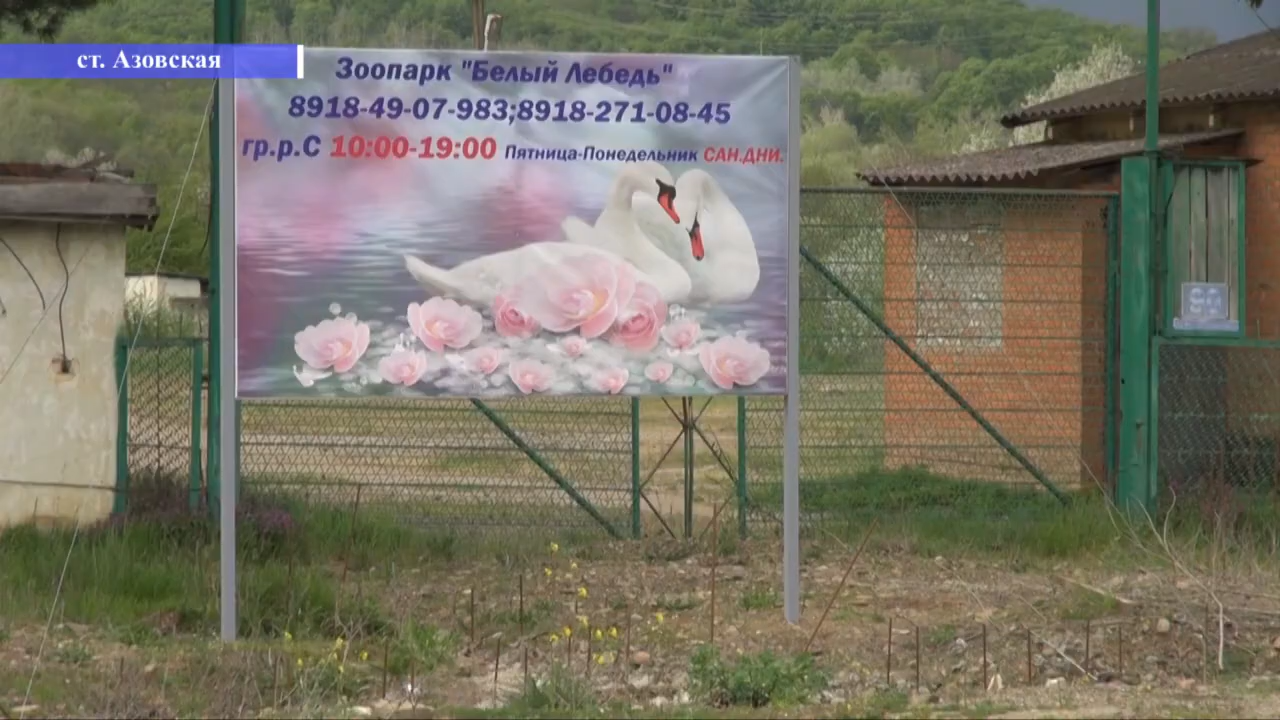 ст. Азовская
Зоопарк "Белый Лебедь"
8918-49-07-983;8918-271-08-45
гр.р.С 10:00-19:00 Пятница-Понедельник САН.ДНИ.